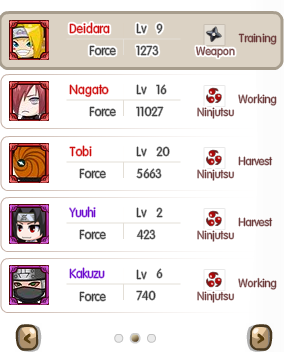 Deidara Lv 9
Force 1273 Weapon Training
Nagato Lv 16
Force 11027 Ninjutsu Working
Tobi Lv 20
Force 5663 Ninjutsu Harvest
Yuuhi Lv 2
Force 423 Ninjutsu Harvest
Kakuzu Lv 6
Force 740 Ninjutsu Working